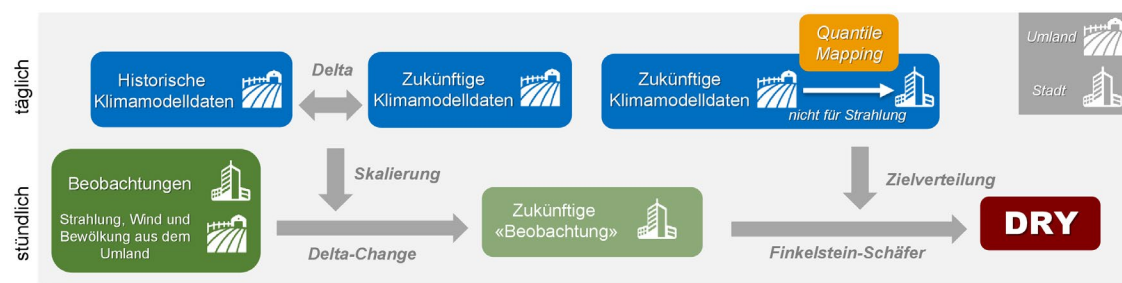 täglich
Historische
Klimamodelldaten
Delta
Zukünftige
Klimamodelldaten
Zukünftige
Klimamodelldaten
Quantile
Mapping
nicht für Strahlung
Umland
Stadt
stündlich
Beobachtungen
Strahlung, Wind und
Bewölkung aus dem
Umland
Skalierung
Delta-Change
Zukünftige
«Beobachtung»
Zielverteilung
Finkelstein-Schäfer
DRY